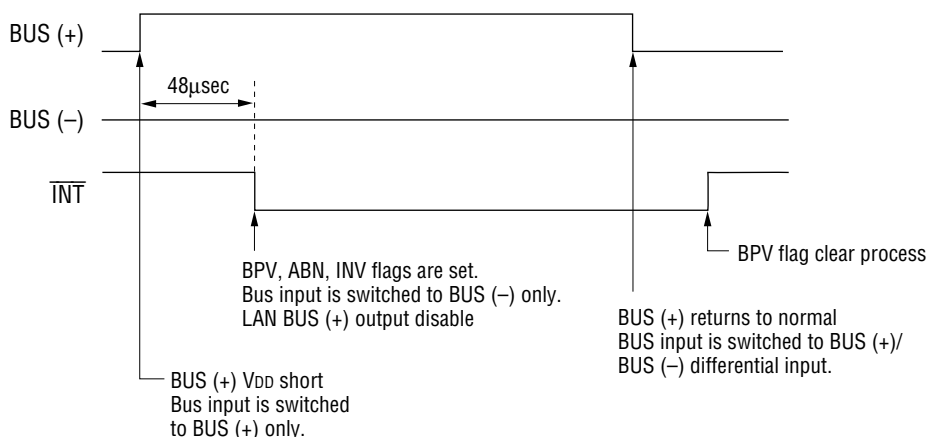 BUS (+)
48μsec
BUS (–)
INT
BPV, ABN, INV flags are set.
Bus input is switched to BUS (–) only.
LAN BUS (+) output disable
BPV flag clear process
BUS (+) returns to normal
BUS input is switched to BUS (+)/
BUS (–) differential input.
BUS (+) VDD short
Bus input is switched
to BUS (+) only.